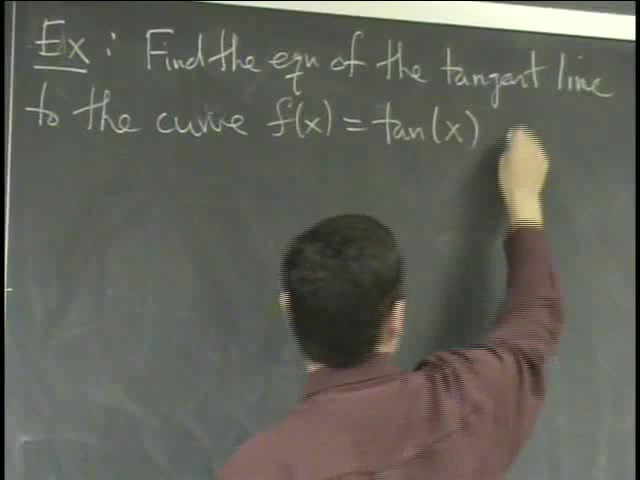 Ex: Find the eqn of the tangent line
to the curve f(x) = tan(x)